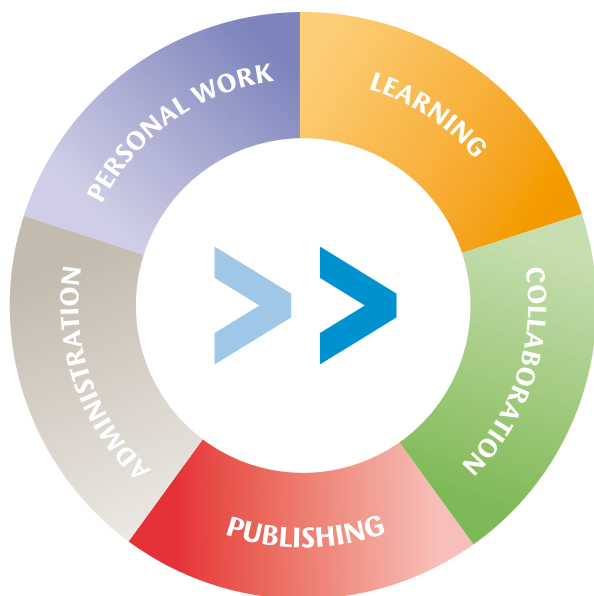 PERSONAL WORK
LEARNING
COLLABORATION
PUBLISHING
ADMINISTRATION